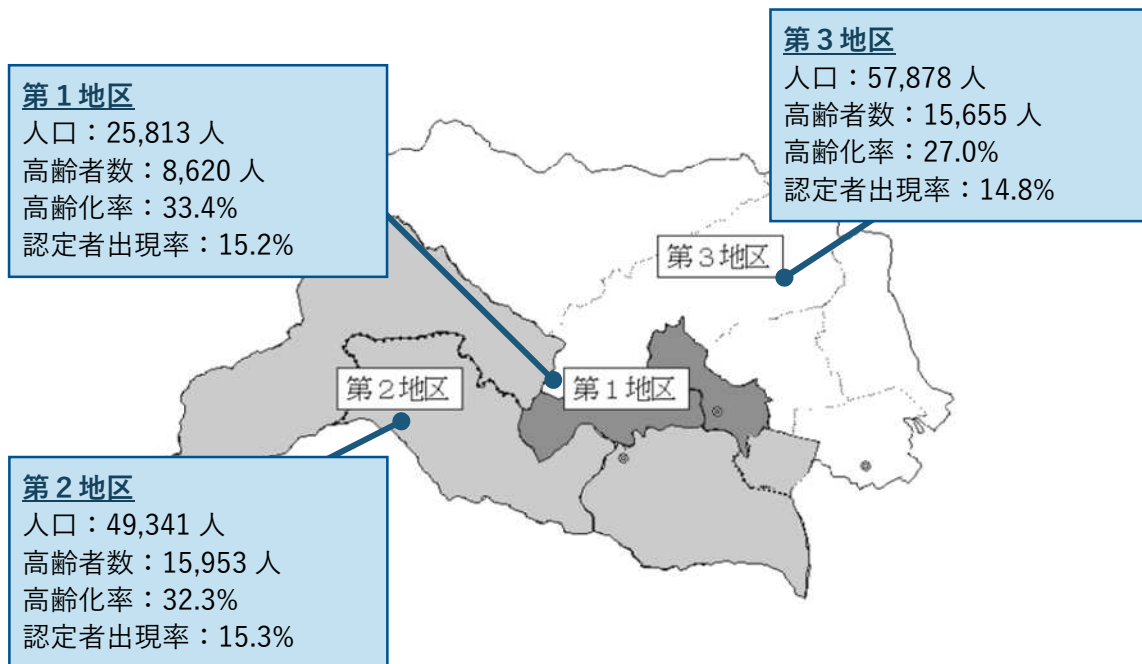 第３地区
人口：57,878 人
高齢者数：15,655 人
高齢化率：27.0%
認定者出現率：14.8%
第１地区
人口：25,813 人
高齢者数：8,620 人
高齢化率：33.4%
認定者出現率：15.2%
第３地区
第２地区
第１地区
第２地区
人口：49,341 人
高齢者数：15,953 人
高齢化率：32.3%
認定者出現率：15.3%